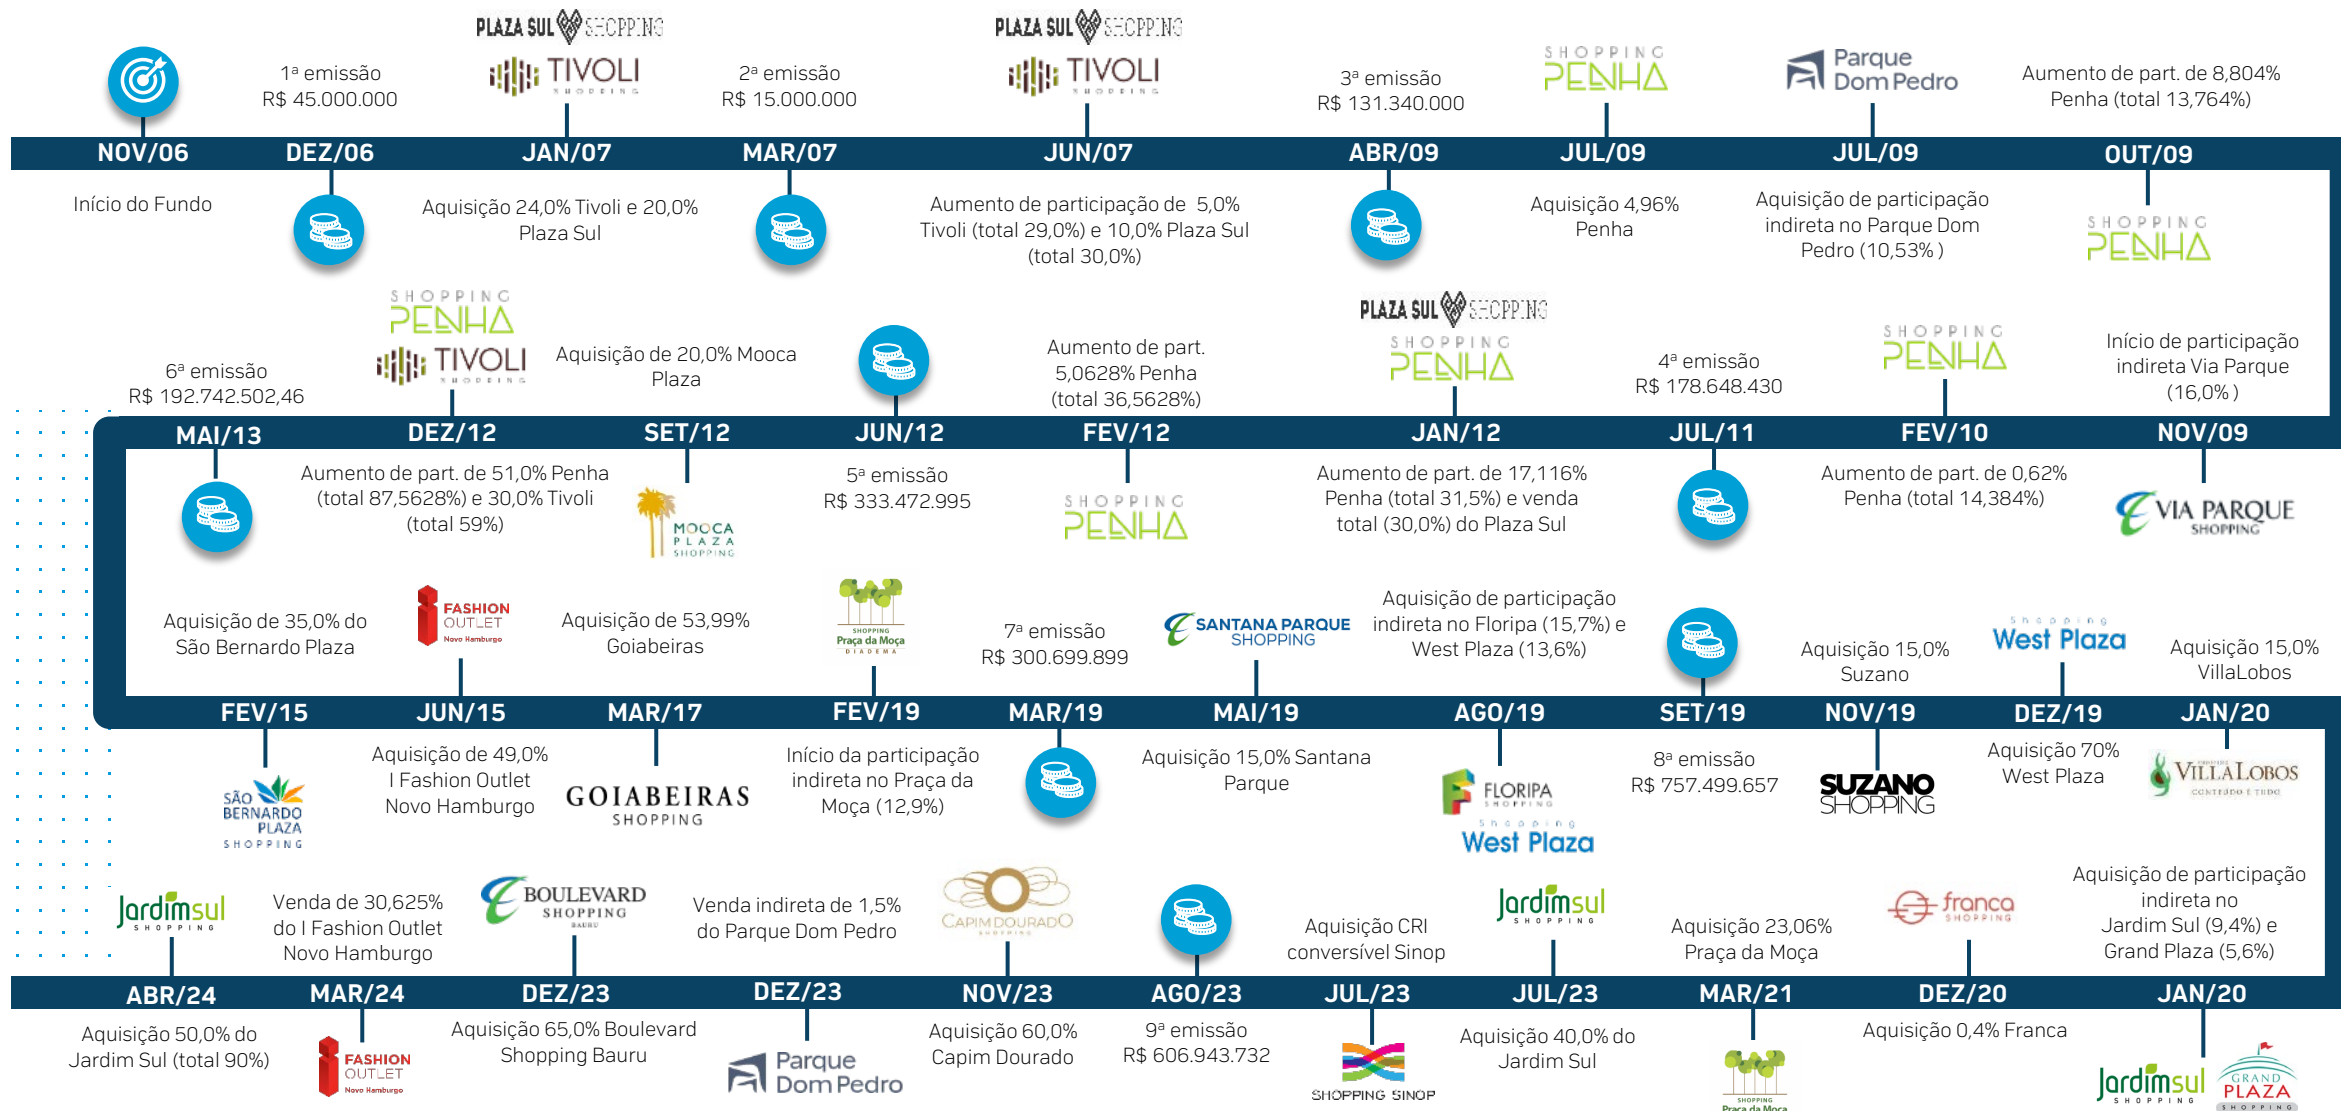 PLAZA SUL SHOPPING
TIVOLI
SHOPPING
PLAZA SUL SHOPPING
TIVOLI
SHOPPING
1ª emissão
R$ 45.000.000
2ª emissão
R$ 15.000.000
3ª emissão
R$ 131.340.000
SHOPPING
PENHA
Parque
Dom Pedro
Aumento de part. de 8,804%
Penha (total 13,764%)
NOV/06 DEZ/06 JAN/07 MAR/07 JUN/07 ABR/09 JUL/09 JUL/09 OUT/09
Início do Fundo
Aquisição 24,0% Tivoli e 20,0%
Plaza Sul
Aumento de participação de 5,0%
Tivoli (total 29,0%) e 10,0% Plaza Sul
(total 30,0%)
Aquisição 4,96%
Penha
Aquisição de participação
indireta no Parque Dom
Pedro (10,53% )
SHOPPING
PENHA
6ª emissão
R$ 192.742.502,46
SHOPPING
PENHA
TIVOLI
SHOPPING
Aquisição de 20,0% Mooca
Plaza
Aumento de part.
5,0628% Penha
(total 36,5628%)
PLAZA SUL SHOPPING
SHOPPING
PENHA
4ª emissão
R$ 178.648.430
SHOPPING
PENHA
Início de participação
indireta Via Parque
(16,0% )
MAI/13 DEZ/12 SET/12 JUN/12 FEV/12 JAN/12 JUL/11 FEV/10 NOV/09
Aumento de part. de 51,0% Penha
(total 87,5628%) e 30,0% Tivoli
(total 59%)
MOOCA
PLAZA
SHOPPING
5ª emissão
R$ 333.472.995
SHOPPING
PENHA
Aumento de part. de 17,116%
Penha (total 31,5%) e venda
total (30,0%) do Plaza Sul
Aumento de part. de 0,62%
Penha (total 14,384%)
VIA PARQUE
SHOPPING
Aquisição de 35,0% do
São Bernardo Plaza
FASHION
OUTLET
Novo Hamburgo
Aquisição de 53,99%
Goiabeiras
SHOPPING
Praça da Moça
DIADEMA
7ª emissão
R$ 300.699.899
SANTANA PARQUE
SHOPPING
Aquisição de participação
indireta no Floripa (15,7%) e
West Plaza (13,6%)
Aquisição 15,0%
Suzano
Shopping
West Plaza
Aquisição 15,0%
VillaLobos
FEV/15 JUN/15 MAR/17 FEV/19 MAR/19 MAI/19 AGO/19 SET/19 NOV/19 DEZ/19 JAN/20
SÃO
BERNARDO
PLAZA
SHOPPING
Aquisição de 49,0%
I Fashion Outlet
Novo Hamburgo
GOIABEIRAS
SHOPPING
Início da participação
indireta no Praça da
Moça (12,9%)
Aquisição 15,0% Santana
Parque
FLORIPA
SHOPPING
Shopping
West Plaza
8ª emissão
R$ 757.499.657
SUZANO
SHOPPING
Aquisição 70%
West Plaza
VILLALOBOS
CONTEÚDO É TUDO
Jardimsul
SHOPPING
Venda de 30,625%
do I Fashion Outlet
Novo Hamburgo
BOULEVARD
SHOPPING
BAURU
Venda indireta de 1,5%
do Parque Dom Pedro
CAPIM DOURADO
SHOPPING
Aquisição CRI
conversível Sinop
Jardimsul
SHOPPING
Aquisição 23,06%
Praça da Moça
franca
SHOPPING
Aquisição de participação
indireta no
Jardim Sul (9,4%) e
Grand Plaza (5,6%)
ABR/24 MAR/24 DEZ/23 DEZ/23 NOV/23 AGO/23 JUL/23 JUL/23 MAR/21 DEZ/20 JAN/20
Aquisição 50,0% do
Jardim Sul (total 90%)
FASHION
OUTLET
Novo Hamburgo
Aquisição 65,0% Boulevard
Shopping Bauru
Parque
Dom Pedro
Aquisição 60,0%
Capim Dourado
9ª emissão
R$ 606.943.732
SHOPPING SINOP
Aquisição 40,0% do
Jardim Sul
SHOPPING
Praça da Moça
Aquisição 0,4% Franca
Jardimsul
SHOPPING
GRAND
PLAZA
SHOPPING